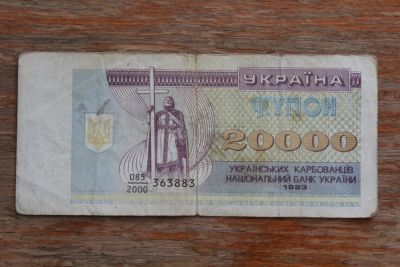 УКРАЇНА
КУПОН
20000
УКРАЇНСЬКИХ КАРБОВАНЦІВ
НАЦІОНАЛЬНИЙ БАНК УКРАЇНИ
1993
085
2000 363883